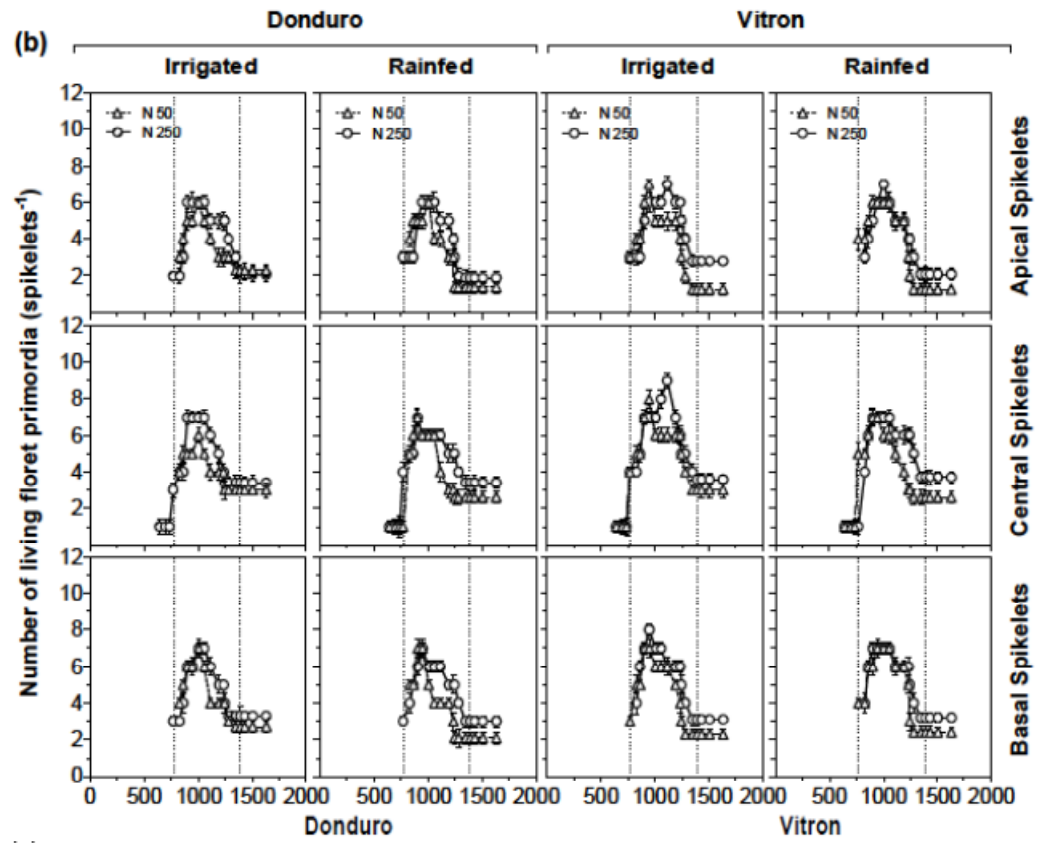 (b)
Donduro Vitron
Irrigated Rainfed Irrigated Rainfed
Number of living floret primordia (spikelets⁻¹)
12
10
8
6
4
2
N 50
N 250
N 50
N 250
N 50
N 250
N 50
N 250
Apical Spikelets
12
10
8
6
4
2
Central Spikelets
12
10
8
6
4
2
0
Basal Spikelets
0 500 1000 1500 2000 500 1000 1500 2000 500 1000 1500 2000 500 1000 1500 2000
Donduro Vitron